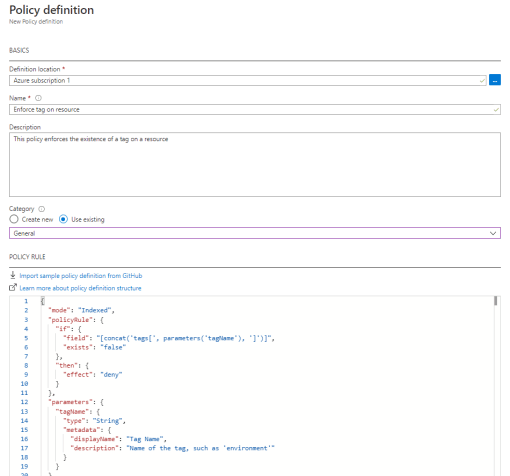 Policy definition
New Policy definition
BASICS
Definition location *
Azure subscription 1
...
Name *
Enforce tag on resource
Description
This policy enforces the existence of a tag on a resource
Category
Create new Use existing
General
POLICY RULE
Import sample policy definition from GitHub
Learn more about policy definition structure
1 {
2 "mode": "Indexed",
3 "policyRule": {
4 "if": {
5 "field": "[concat('tags[', parameters('tagName'), ']')]",
6 "exists": "false"
7 },
8 "then": {
9 "effect": "deny"
10 }
11 },
12 "parameters": {
13 "tagName": {
14 "type": "String",
15 "metadata": {
16 "displayName": "Tag Name",
17 "description": "Name of the tag, such as 'environment'"
18 }
19 }
20 }